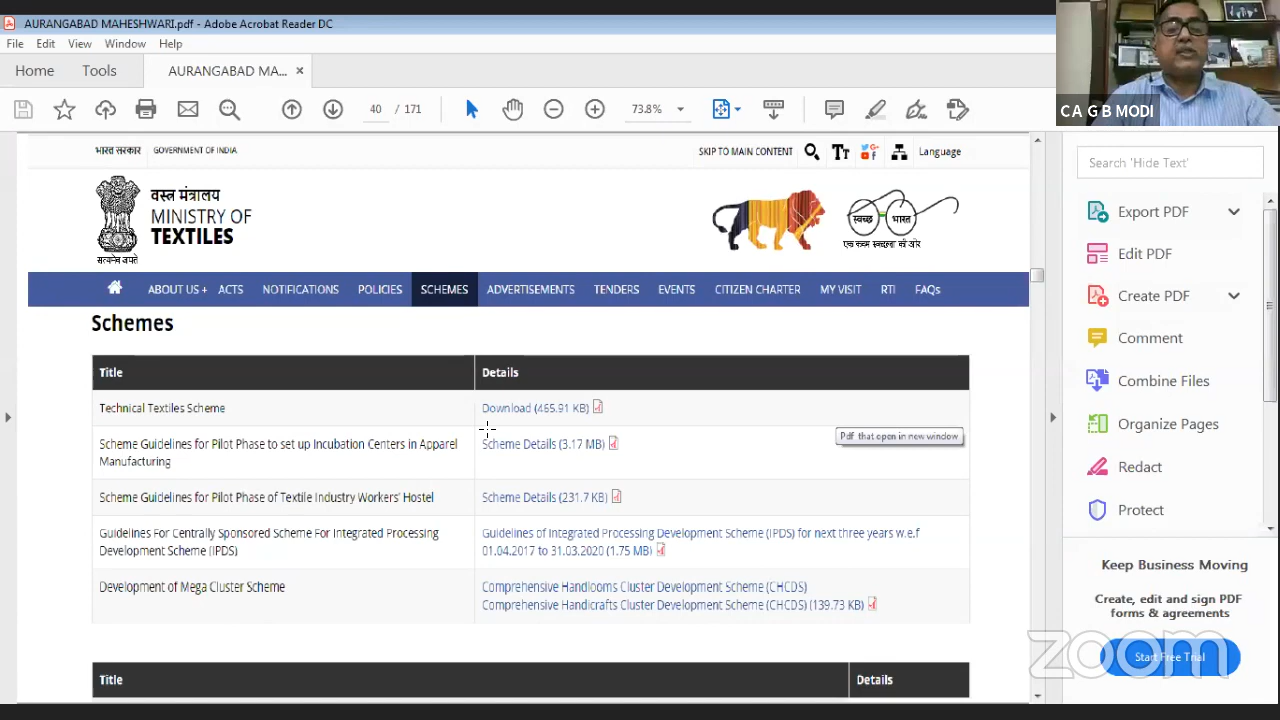 AURANGABAD MAHESHWARI.pdf - Adobe Acrobat Reader DC
File Edit View Window Help
Home Tools AURANGABAD MA... ×
40 / 171 73.8%
C A G B MODI
भारत सरकार GOVERNMENT OF INDIA
SKIP TO MAIN CONTENT Language
वस्त्र मंत्रालय
MINISTRY OF
TEXTILES
सत्यमेव जयते
स्वच्छ भारत
एक कदम स्वच्छता की ओर
ABOUT US + ACTS NOTIFICATIONS POLICIES SCHEMES ADVERTISEMENTS TENDERS EVENTS CITIZEN CHARTER MY VISIT RTI FAQs
Schemes
Title Details
Technical Textiles Scheme Download (465.91 KB)
Pdf that open in new window
Scheme Guidelines for Pilot Phase to set up Incubation Centers in Apparel
Manufacturing
Scheme Details (3.17 MB)
Scheme Guidelines for Pilot Phase of Textile Industry Workers' Hostel Scheme Details (231.7 KB)
Guidelines For Centrally Sponsored Scheme For Integrated Processing
Development Scheme (IPDS)
Guidelines of Integrated Processing Development Scheme (IPDS) for next three years w.e.f
01.04.2017 to 31.03.2020 (1.75 MB)
Development of Mega Cluster Scheme
Comprehensive Handlooms Cluster Development Scheme (CHCDS)
Comprehensive Handicrafts Cluster Development Scheme (CHCDS) (139.73 KB)
Title Details
Search 'Hide Text'
Export PDF
Edit PDF
Create PDF
Comment
Combine Files
Organize Pages
Redact
Protect
Keep Business Moving
Create, edit and sign PDF
forms & agreements
Start Free Trial
zoom